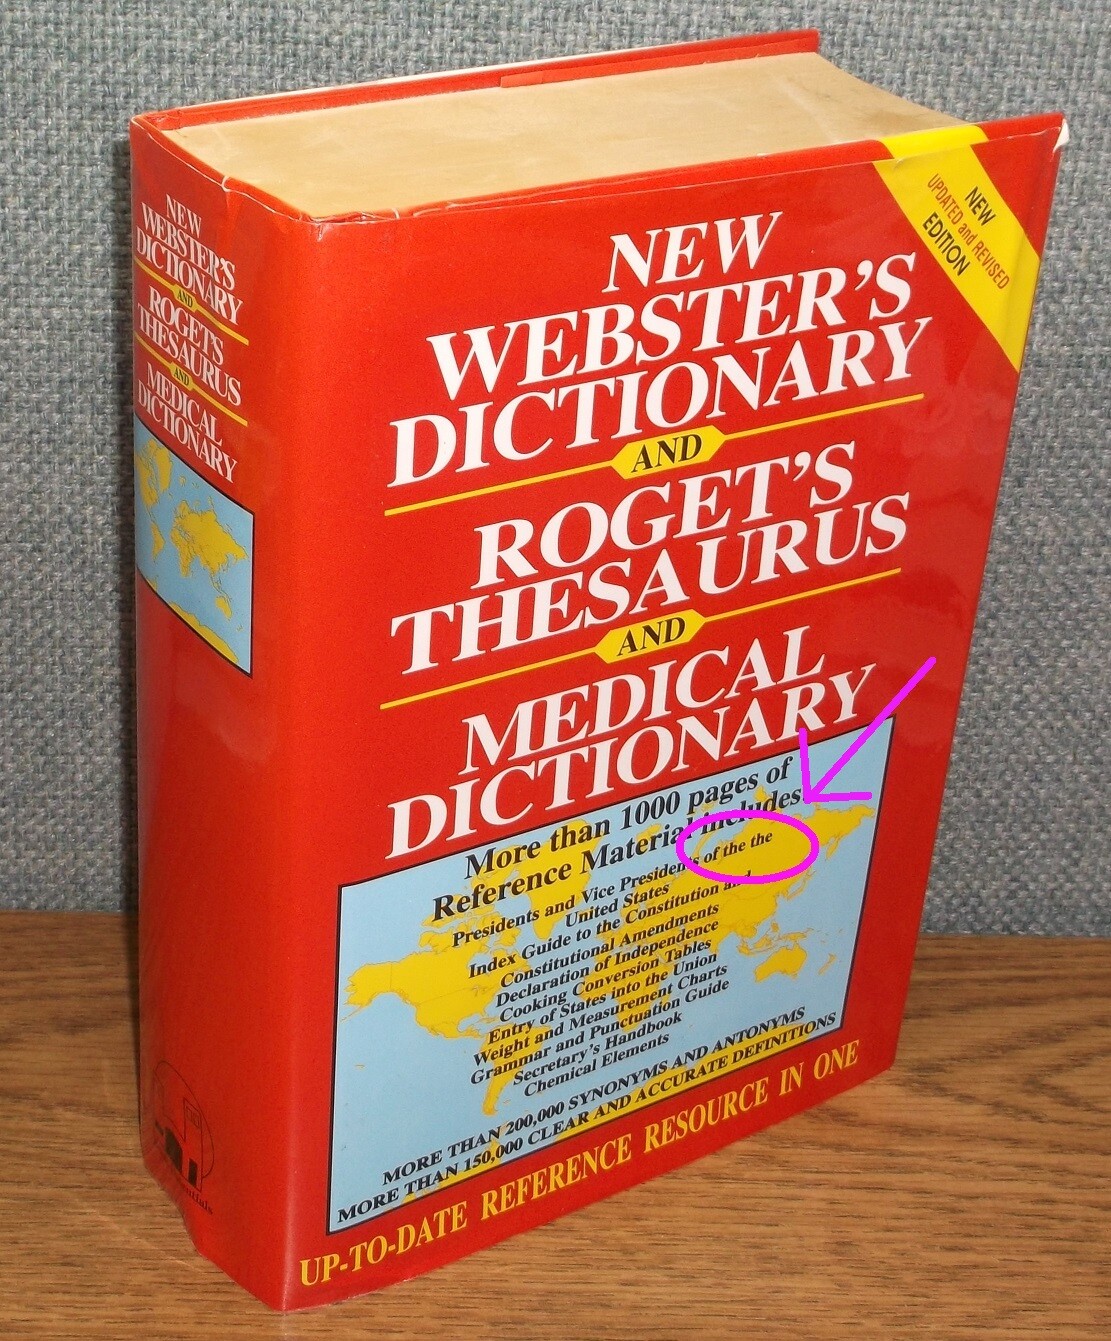 NEW
WEBSTER'S
DICTIONARY
AND
ROGETS
THESAURUS
AND
MEDICAL
DICTIONARY
NEW
UPDATED and REVISED
EDITION
NEW
WEBSTER'S
DICTIONARY
AND
ROGET'S
THESAURUS
AND
MEDICAL
DICTIONARY
More than 1000 pages of
Reference Material includes
Presidents and Vice Presidents of the the
United States
Index Guide to the Constitution and
Constitutional Amendments
Declaration of Independence
Cooking Conversion Tables
Entry of States into the Union
Weight and Measurement Charts
Grammar and Punctuation Guide
Secretary's Handbook
Chemical Elements
MORE THAN 200,000 SYNONYMS AND ANTONYMS
MORE THAN 150,000 CLEAR AND ACCURATE DEFINITIONS
UP-TO-DATE REFERENCE RESOURCE IN ONE